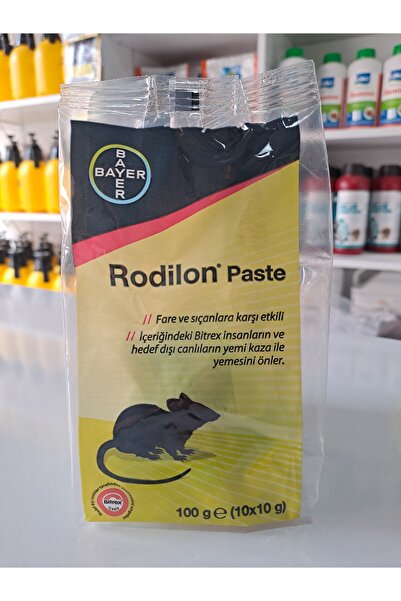 BAYER
BAYER
Rodilon® Paste
// Fare ve sıçanlara karşı etkili
// İçeriğindeki Bitrex insanların ve
hedef dışı canlıların yemi kaza ile
yemesini önler.
Bitrex
100 g ℮ (10x10 g)